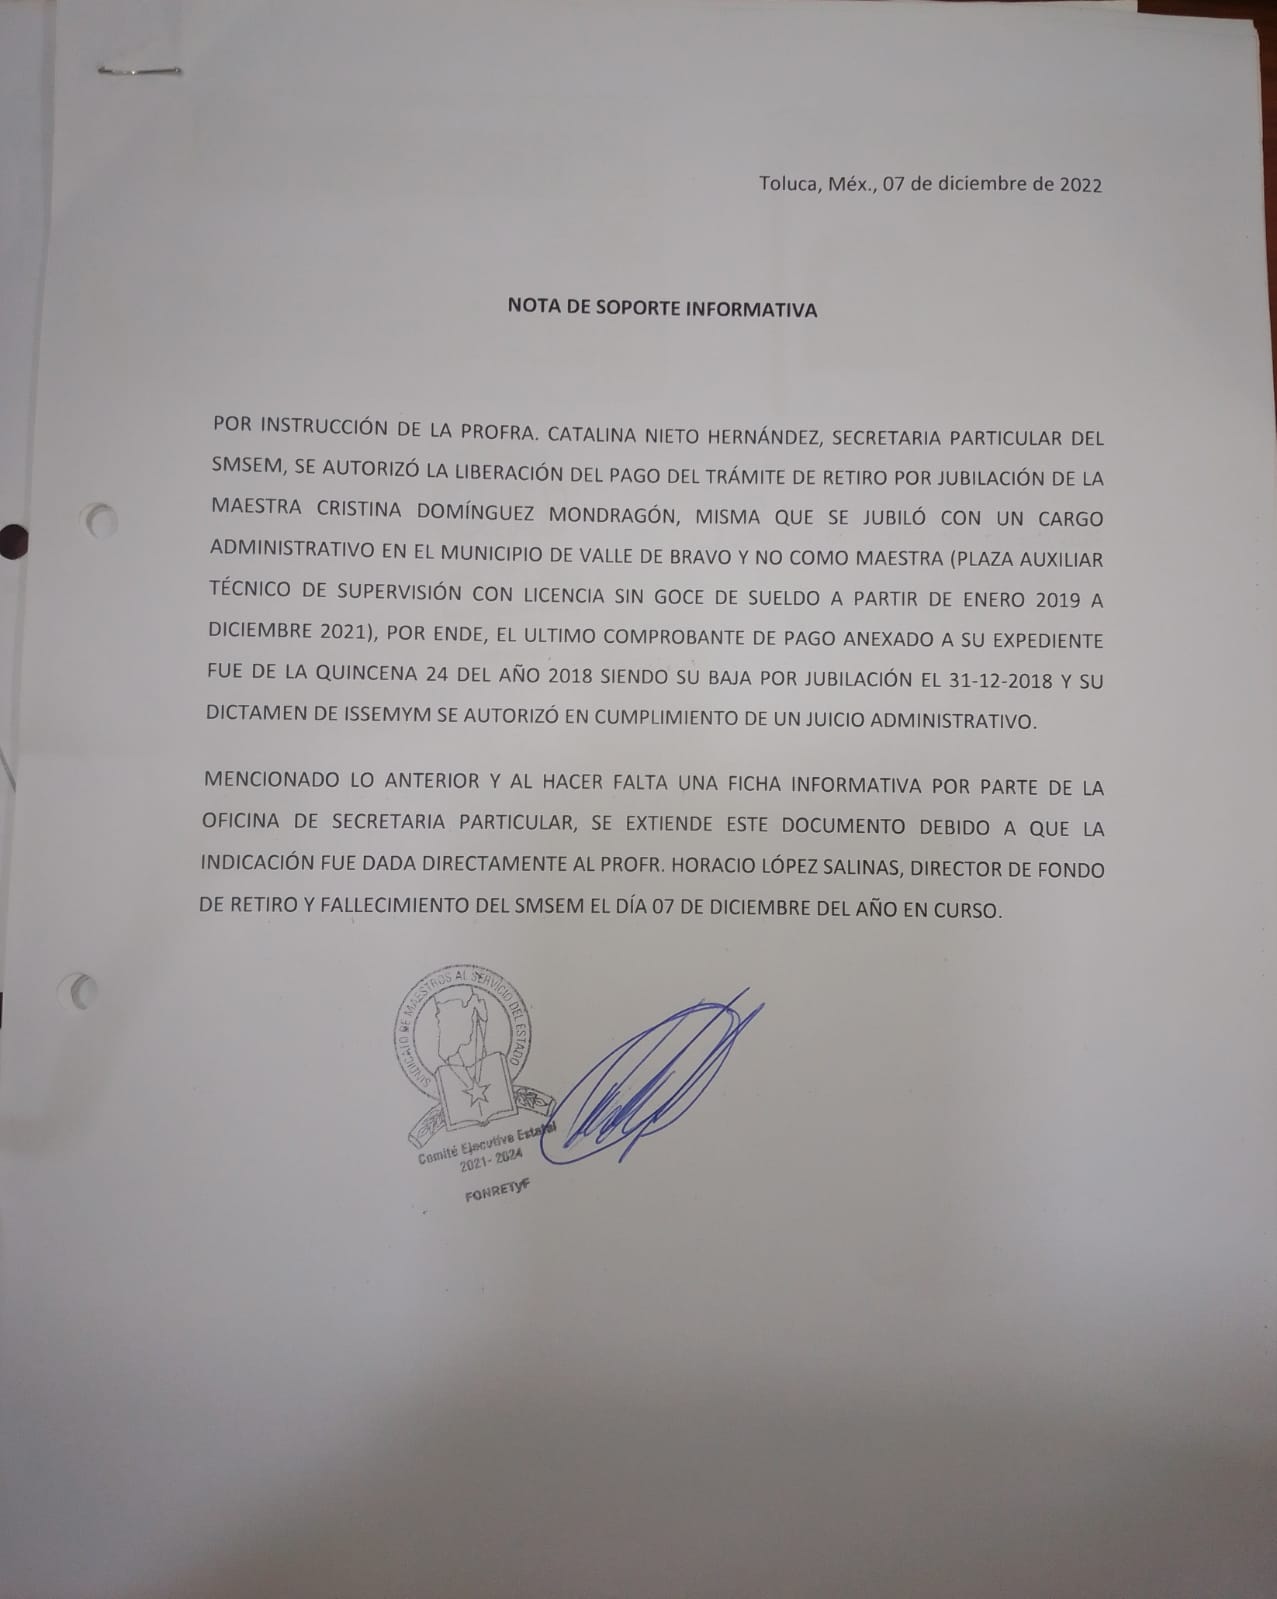 Toluca, Méx., 07 de diciembre de 2022
NOTA DE SOPORTE INFORMATIVA
POR INSTRUCCIÓN DE LA PROFRA. CATALINA NIETO HERNÁNDEZ, SECRETARIA PARTICULAR DEL
SMSEM, SE AUTORIZÓ LA LIBERACIÓN DEL PAGO DEL TRÁMITE DE RETIRO POR JUBILACIÓN DE LA
MAESTRA CRISTINA DOMÍNGUEZ MONDRAGÓN, MISMA QUE SE JUBILÓ CON UN CARGO
ADMINISTRATIVO EN EL MUNICIPIO DE VALLE DE BRAVO Y NO COMO MAESTRA (PLAZA AUXILIAR
TÉCNICO DE SUPERVISIÓN CON LICENCIA SIN GOCE DE SUELDO A PARTIR DE ENERO 2019 A
DICIEMBRE 2021), POR ENDE, EL ULTIMO COMPROBANTE DE PAGO ANEXADO A SU EXPEDIENTE
FUE DE LA QUINCENA 24 DEL AÑO 2018 SIENDO SU BAJA POR JUBILACIÓN EL 31-12-2018 Y SU
DICTAMEN DE ISSEMYM SE AUTORIZÓ EN CUMPLIMIENTO DE UN JUICIO ADMINISTRATIVO.
MENCIONADO LO ANTERIOR Y AL HACER FALTA UNA FICHA INFORMATIVA POR PARTE DE LA
OFICINA DE SECRETARIA PARTICULAR, SE EXTIENDE ESTE DOCUMENTO DEBIDO A QUE LA
INDICACIÓN FUE DADA DIRECTAMENTE AL PROFR. HORACIO LÓPEZ SALINAS, DIRECTOR DE FONDO
DE RETIRO Y FALLECIMIENTO DEL SMSEM EL DÍA 07 DE DICIEMBRE DEL AÑO EN CURSO.
SINDICATO DE MAESTROS AL SERVICIO DEL ESTADO
Comité Ejecutivo Estatal
2021- 2024
FONRETyF